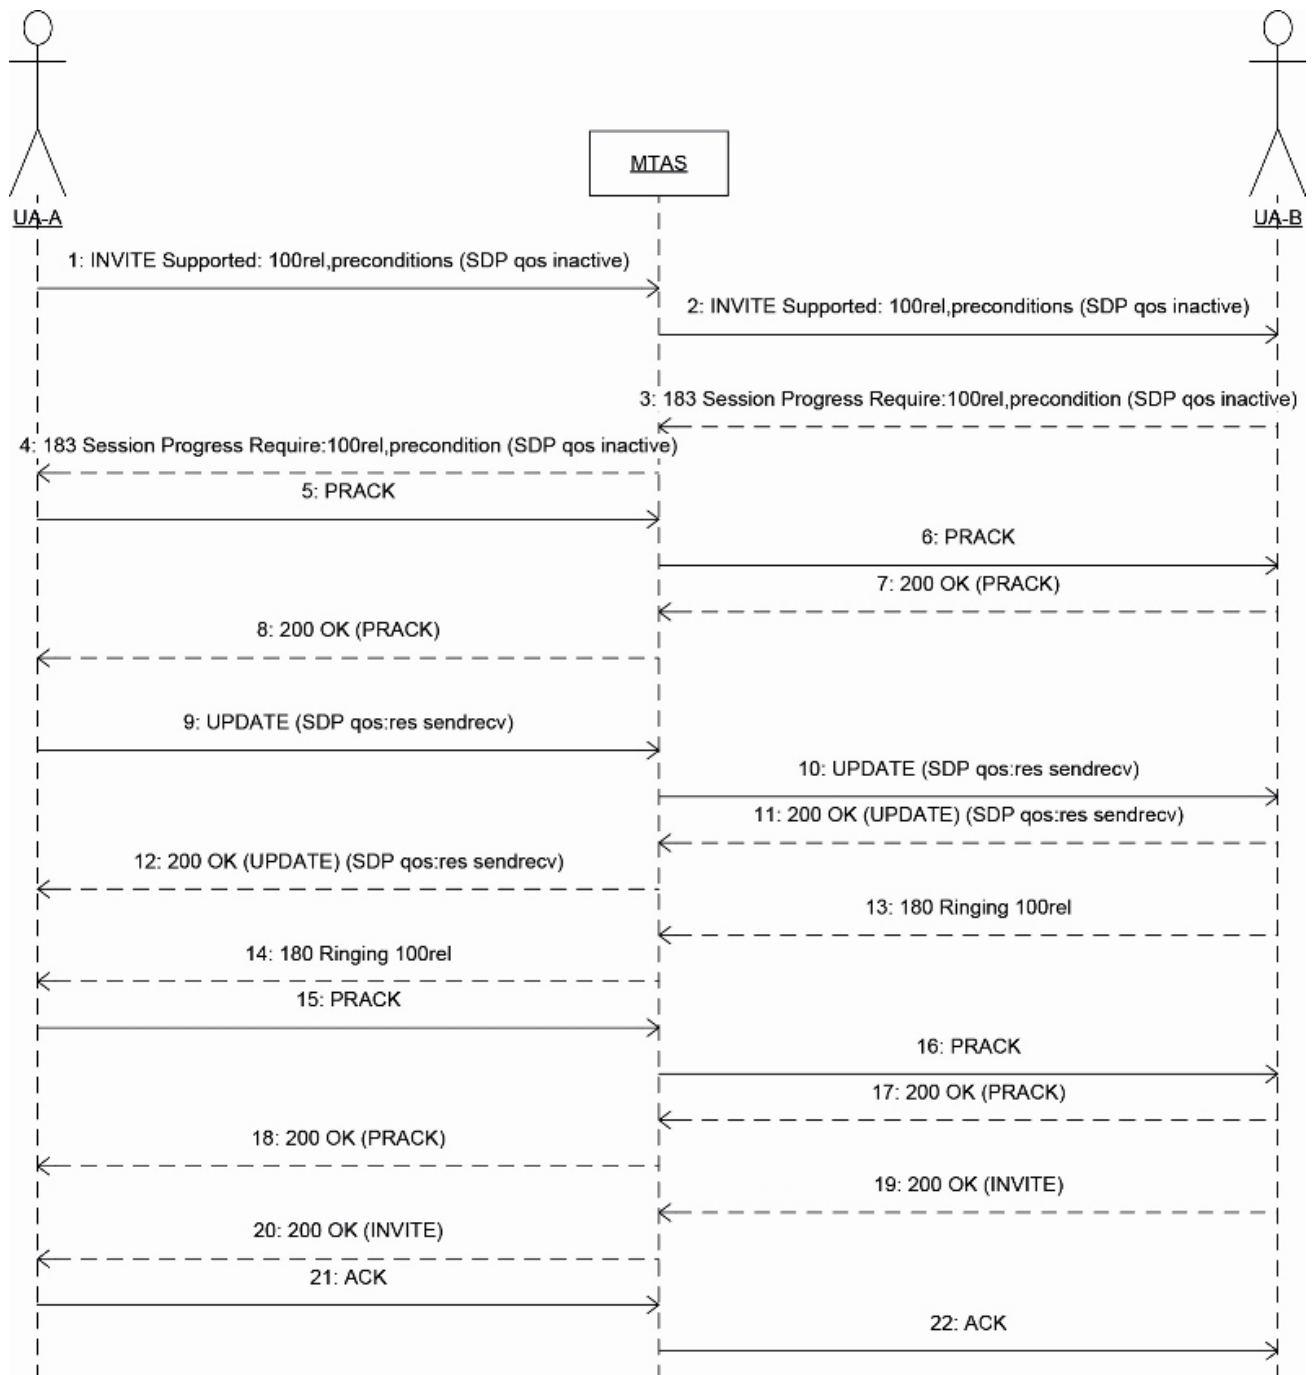 MTAS
UA-A
UA-B
1: INVITE Supported: 100rel,preconditions (SDP qos inactive)
2: INVITE Supported: 100rel,preconditions (SDP qos inactive)
3: 183 Session Progress Require:100rel,precondition (SDP qos inactive)
4: 183 Session Progress Require:100rel,precondition (SDP qos inactive)
5: PRACK
6: PRACK
7: 200 OK (PRACK)
8: 200 OK (PRACK)
9: UPDATE (SDP qos:res sendrecv)
10: UPDATE (SDP qos:res sendrecv)
11: 200 OK (UPDATE) (SDP qos:res sendrecv)
12: 200 OK (UPDATE) (SDP qos:res sendrecv)
13: 180 Ringing 100rel
14: 180 Ringing 100rel
15: PRACK
16: PRACK
17: 200 OK (PRACK)
18: 200 OK (PRACK)
19: 200 OK (INVITE)
20: 200 OK (INVITE)
21: ACK
22: ACK